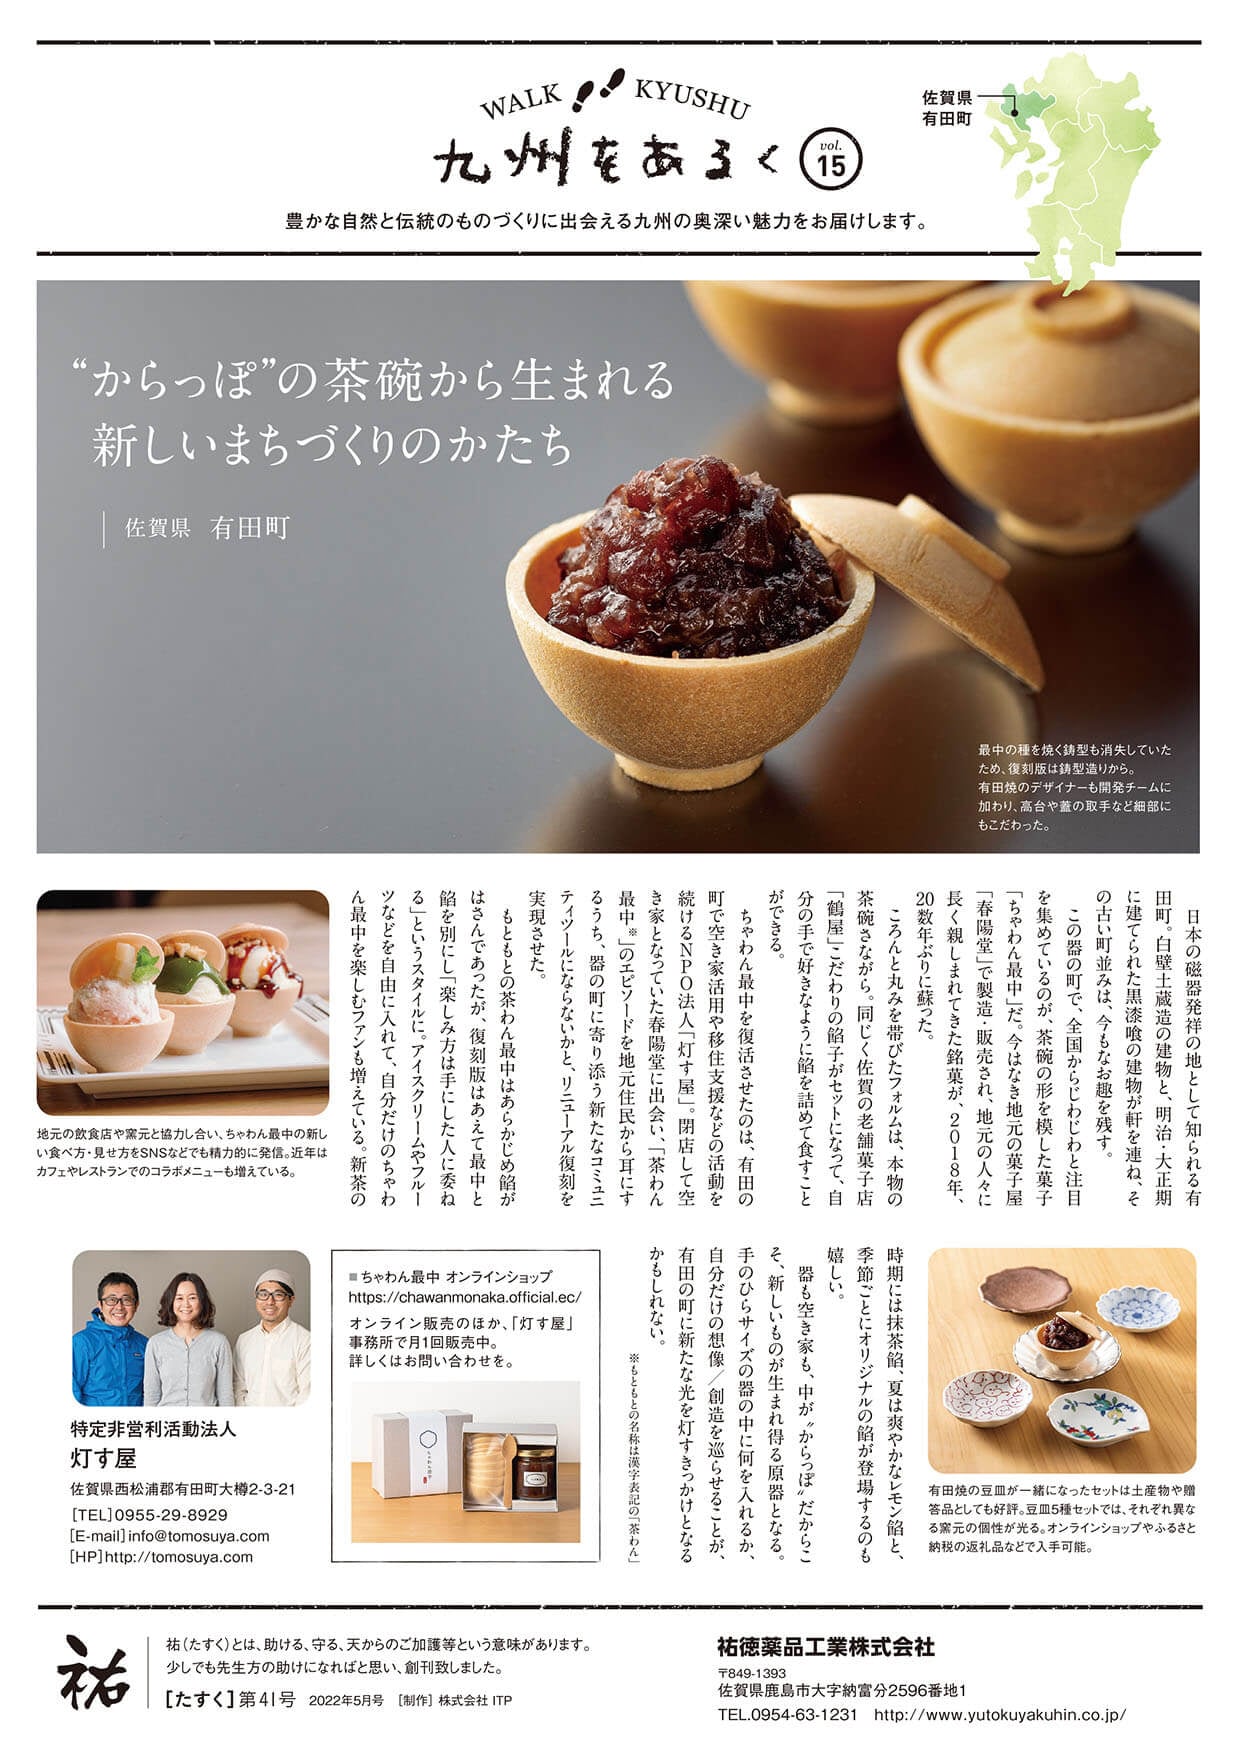 WALK KYUSHU
九州をあるく vol.15
佐賀県
有田町
豊かな自然と伝統のものづくりに出会える九州の奥深い魅力をお届けします。
“からっぽ”の茶碗から生まれる
新しいまちづくりのかたち
佐賀県 有田町
最中の種を焼く鋳型も消失していた
ため、復刻版は鋳型造りから。
有田焼のデザイナーも開発チームに
加わり、高台や蓋の取手など細部に
もこだわった。
日本の磁器発祥の地として知られる有
田町。白壁土蔵造の建物と、明治・大正期
に建てられた黒漆喰の建物が軒を連ね、そ
の古い町並みは、今もなお趣を残す。
この器の町で、全国からじわじわと注目
を集めているのが、茶碗の形を模した菓子
「ちゃわん最中」だ。今はなき地元の菓子屋
「春陽堂」で製造・販売され、地元の人々に
長く親しまれてきた銘菓が、2018年、
20数年ぶりに蘇った。
ころんと丸みを帯びたフォルムは、本物の
茶碗さながら。同じく佐賀の老舗菓子店
「鶴屋」こだわりの餡子がセットになって、自
分の手で好きなように餡を詰めて食すこと
ができる。
ちゃわん最中を復活させたのは、有田の
町で空き家活用や移住支援などの活動を
続けるNPO法人「灯す屋」。閉店して空
き家となっていた春陽堂に出会い、「茶わん
最中※」のエピソードを地元住民から耳にす
るうち、器の町に寄り添う新たなコミュニ
ティツールにならないかと、リニューアル復刻を
実現させた。
もともとの茶わん最中はあらかじめ餡が
はさんであったが、復刻版はあえて最中と
餡を別にし「楽しみ方は手にした人に委ね
る」というスタイルに。アイスクリームやフルー
ツなどを自由に入れて、自分だけのちゃわ
ん最中を楽しむファンも増えている。新茶の
時期には抹茶餡、夏は爽やかなレモン餡と、
季節ごとにオリジナルの餡が登場するのも
嬉しい。
器も空き家も、中が“からっぽ”だからこ
そ、新しいものが生まれ得る原器となる。
手のひらサイズの器の中に何を入れるか、
自分だけの想像／創造を巡らせることが、
有田の町に新たな光を灯すきっかけとなる
かもしれない。
※もともとの名称は漢字表記の「茶わん」
地元の飲食店や窯元と協力し合い、ちゃわん最中の新し
い食べ方・見せ方をSNSなどでも精力的に発信。近年は
カフェやレストランでのコラボメニューも増えている。
有田焼の豆皿が一緒になったセットは土産物や贈
答品としても好評。豆皿5種セットでは、それぞれ異な
る窯元の個性が光る。オンラインショップやふるさと
納税の返礼品などで入手可能。
■ちゃわん最中 オンラインショップ
https://chawanmonaka.official.ec/
オンライン販売のほか、「灯す屋」
事務所で月1回販売中。
詳しくはお問い合わせを。
ちゃわん最中
特定非営利活動法人
灯す屋
佐賀県西松浦郡有田町大樽2-3-21
［TEL］0955-29-8929
［E-mail］info@tomosuya.com
［HP］http://tomosuya.com
祐
祐（たすく）とは、助ける、守る、天からのご加護等という意味があります。
少しでも先生方の助けになればと思い、創刊致しました。
［たすく］第41号 2022年5月号 ［制作］ 株式会社 ITP
祐徳薬品工業株式会社
〒849-1393
佐賀県鹿島市大字納富分2596番地1
TEL.0954-63-1231 http://www.yutokuyakuhin.co.jp/